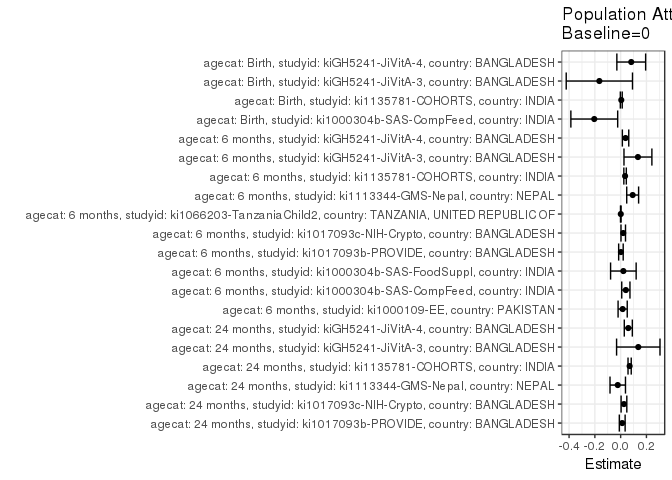 Population Att
Baseline=0
agecat: Birth, studyid: kiGH5241-JiVitA-4, country: BANGLADESH
agecat: Birth, studyid: kiGH5241-JiVitA-3, country: BANGLADESH
agecat: Birth, studyid: ki1135781-COHORTS, country: INDIA
agecat: Birth, studyid: ki1000304b-SAS-CompFeed, country: INDIA
agecat: 6 months, studyid: kiGH5241-JiVitA-4, country: BANGLADESH
agecat: 6 months, studyid: kiGH5241-JiVitA-3, country: BANGLADESH
agecat: 6 months, studyid: ki1135781-COHORTS, country: INDIA
agecat: 6 months, studyid: ki1113344-GMS-Nepal, country: NEPAL
agecat: 6 months, studyid: ki1066203-TanzaniaChild2, country: TANZANIA, UNITED REPUBLIC OF
agecat: 6 months, studyid: ki1017093c-NIH-Crypto, country: BANGLADESH
agecat: 6 months, studyid: ki1017093b-PROVIDE, country: BANGLADESH
agecat: 6 months, studyid: ki1000304b-SAS-FoodSuppl, country: INDIA
agecat: 6 months, studyid: ki1000304b-SAS-CompFeed, country: INDIA
agecat: 6 months, studyid: ki1000109-EE, country: PAKISTAN
agecat: 24 months, studyid: kiGH5241-JiVitA-4, country: BANGLADESH
agecat: 24 months, studyid: kiGH5241-JiVitA-3, country: BANGLADESH
agecat: 24 months, studyid: ki1135781-COHORTS, country: INDIA
agecat: 24 months, studyid: ki1113344-GMS-Nepal, country: NEPAL
agecat: 24 months, studyid: ki1017093c-NIH-Crypto, country: BANGLADESH
agecat: 24 months, studyid: ki1017093b-PROVIDE, country: BANGLADESH
-0.4 -0.2 0.0 0.2
Estimate